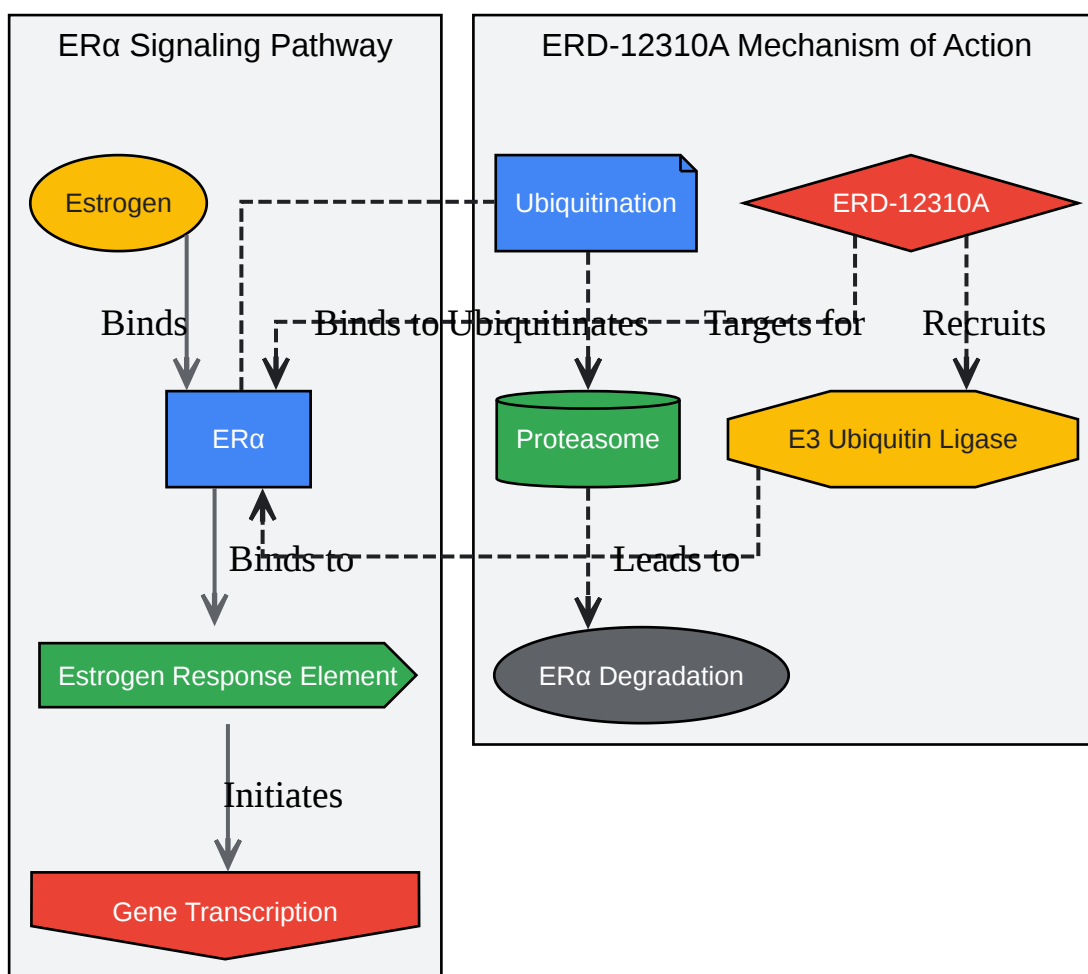 ERα Signaling Pathway
ERD-12310A Mechanism of Action
Estrogen
Ubiquitination
ERD-12310A
Binds
Binds to
Ubiquitinates
Targets for
Recruits
ERα
Proteasome
E3 Ubiquitin Ligase
Binds to
Leads to
Estrogen Response Element
ERα Degradation
Initiates
Gene Transcription